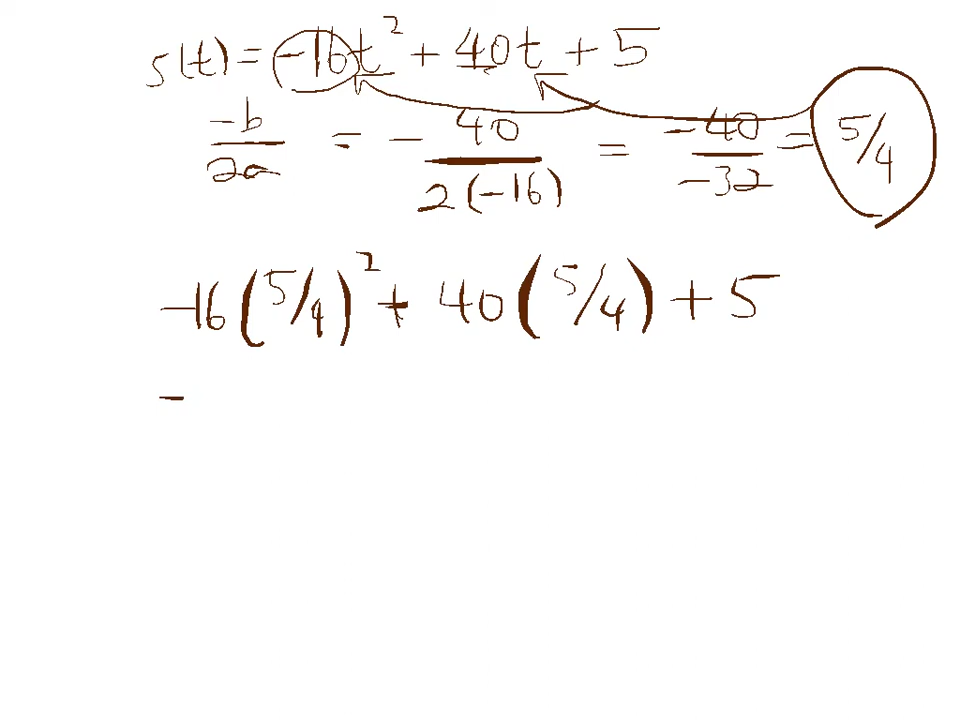 s(t) = -16t² + 40t + 5
-b/2a = - 40/2(-16) = -40/-32 = 5/4
-16(5/4)² + 40(5/4) + 5
-